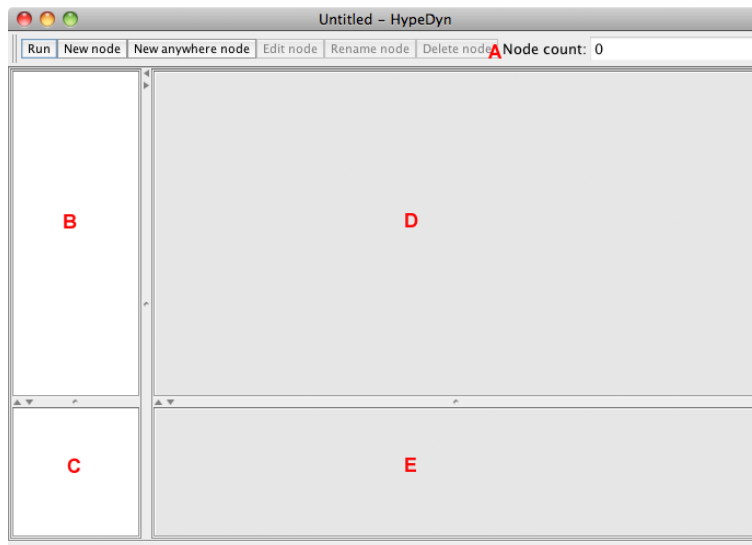 Untitled – HypeDyn
Run New node New anywhere node Edit node Rename node Delete node A Node count: 0
B
D
C
E